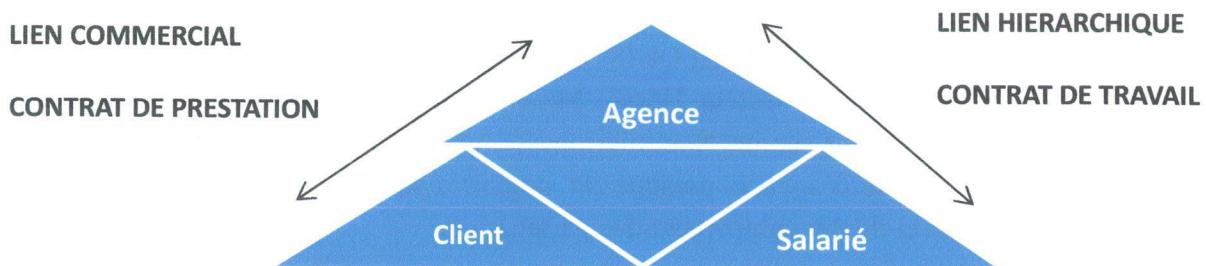 LIEN COMMERCIAL
CONTRAT DE PRESTATION
LIEN HIERARCHIQUE
CONTRAT DE TRAVAIL
Agence
Client
Salarié